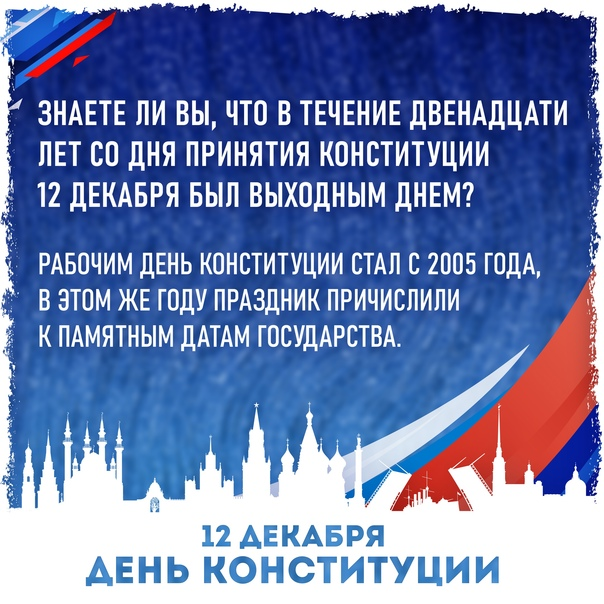 ЗНАЕТЕ ЛИ ВЫ, ЧТО В ТЕЧЕНИЕ ДВЕНАДЦАТИ
ЛЕТ СО ДНЯ ПРИНЯТИЯ КОНСТИТУЦИИ
12 ДЕКАБРЯ БЫЛ ВЫХОДНЫМ ДНЕМ?
РАБОЧИМ ДЕНЬ КОНСТИТУЦИИ СТАЛ С 2005 ГОДА,
В ЭТОМ ЖЕ ГОДУ ПРАЗДНИК ПРИЧИСЛИЛИ
К ПАМЯТНЫМ ДАТАМ ГОСУДАРСТВА.
12 ДЕКАБРЯ
ДЕНЬ КОНСТИТУЦИИ